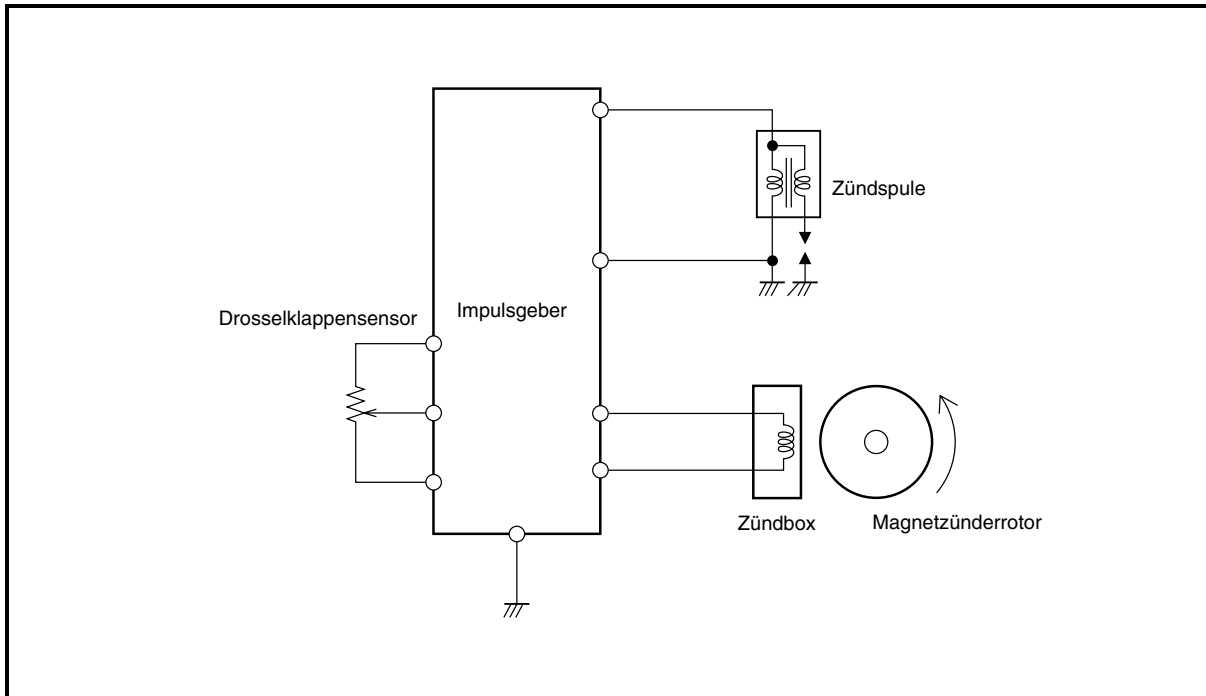 Zündspule
Impulsgeber
Drosselklappensensor
Zündbox
Magnetzünderrotor